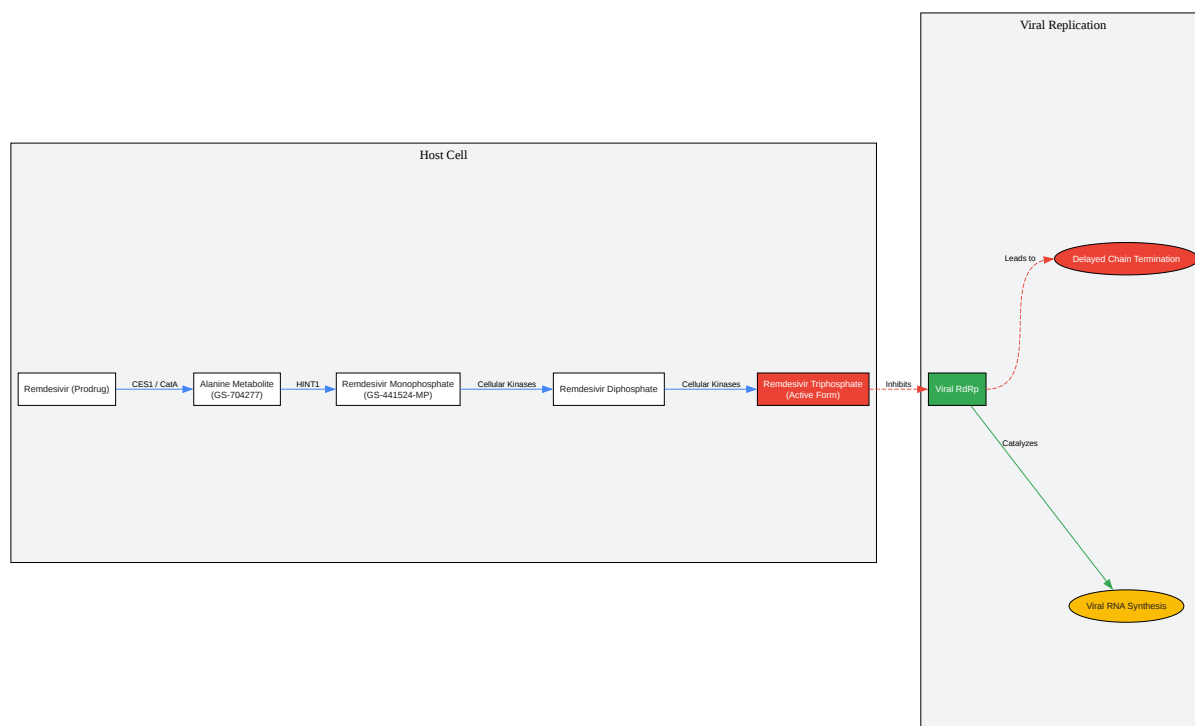 Viral Replication
Host Cell
Leads to
Delayed Chain Termination
Remdesivir (Prodrug)
CES1 / CatA
Alanine Metabolite
(GS-704277)
HINT1
Remdesivir Monophosphate
(GS-441524-MP)
Cellular Kinases
Remdesivir Diphosphate
Cellular Kinases
Remdesivir Triphosphate
(Active Form)
Inhibits
Viral RdRp
Catalyzes
Viral RNA Synthesis